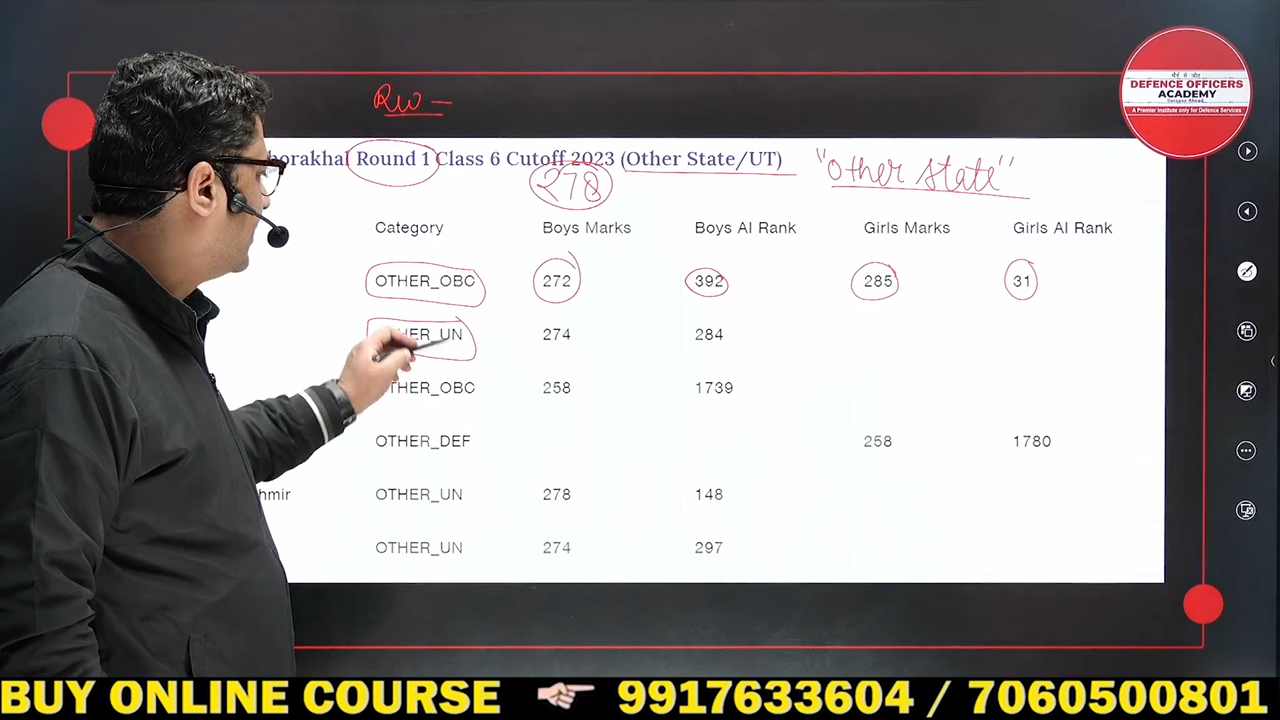 Rw -
शौर्य से जीत
DEFENCE OFFICERS
ACADEMY
A Premier Institute only for Defence Services
horakhal Round 1 Class 6 Cutoff 2023 (Other State/UT)
"Other State"
278
Category Boys Marks Boys AI Rank Girls Marks Girls AI Rank
OTHER_OBC 272 392 285 31
OTHER_UN 274 284
OTHER_OBC 258 1739
OTHER_DEF 258 1780
hmir OTHER_UN 278 148
OTHER_UN 274 297
BUY ONLINE COURSE 9917633604 / 7060500801